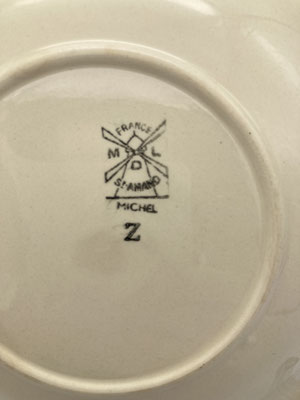 FRANCE
M L
D
ST-AMAND
MICHEL
Z